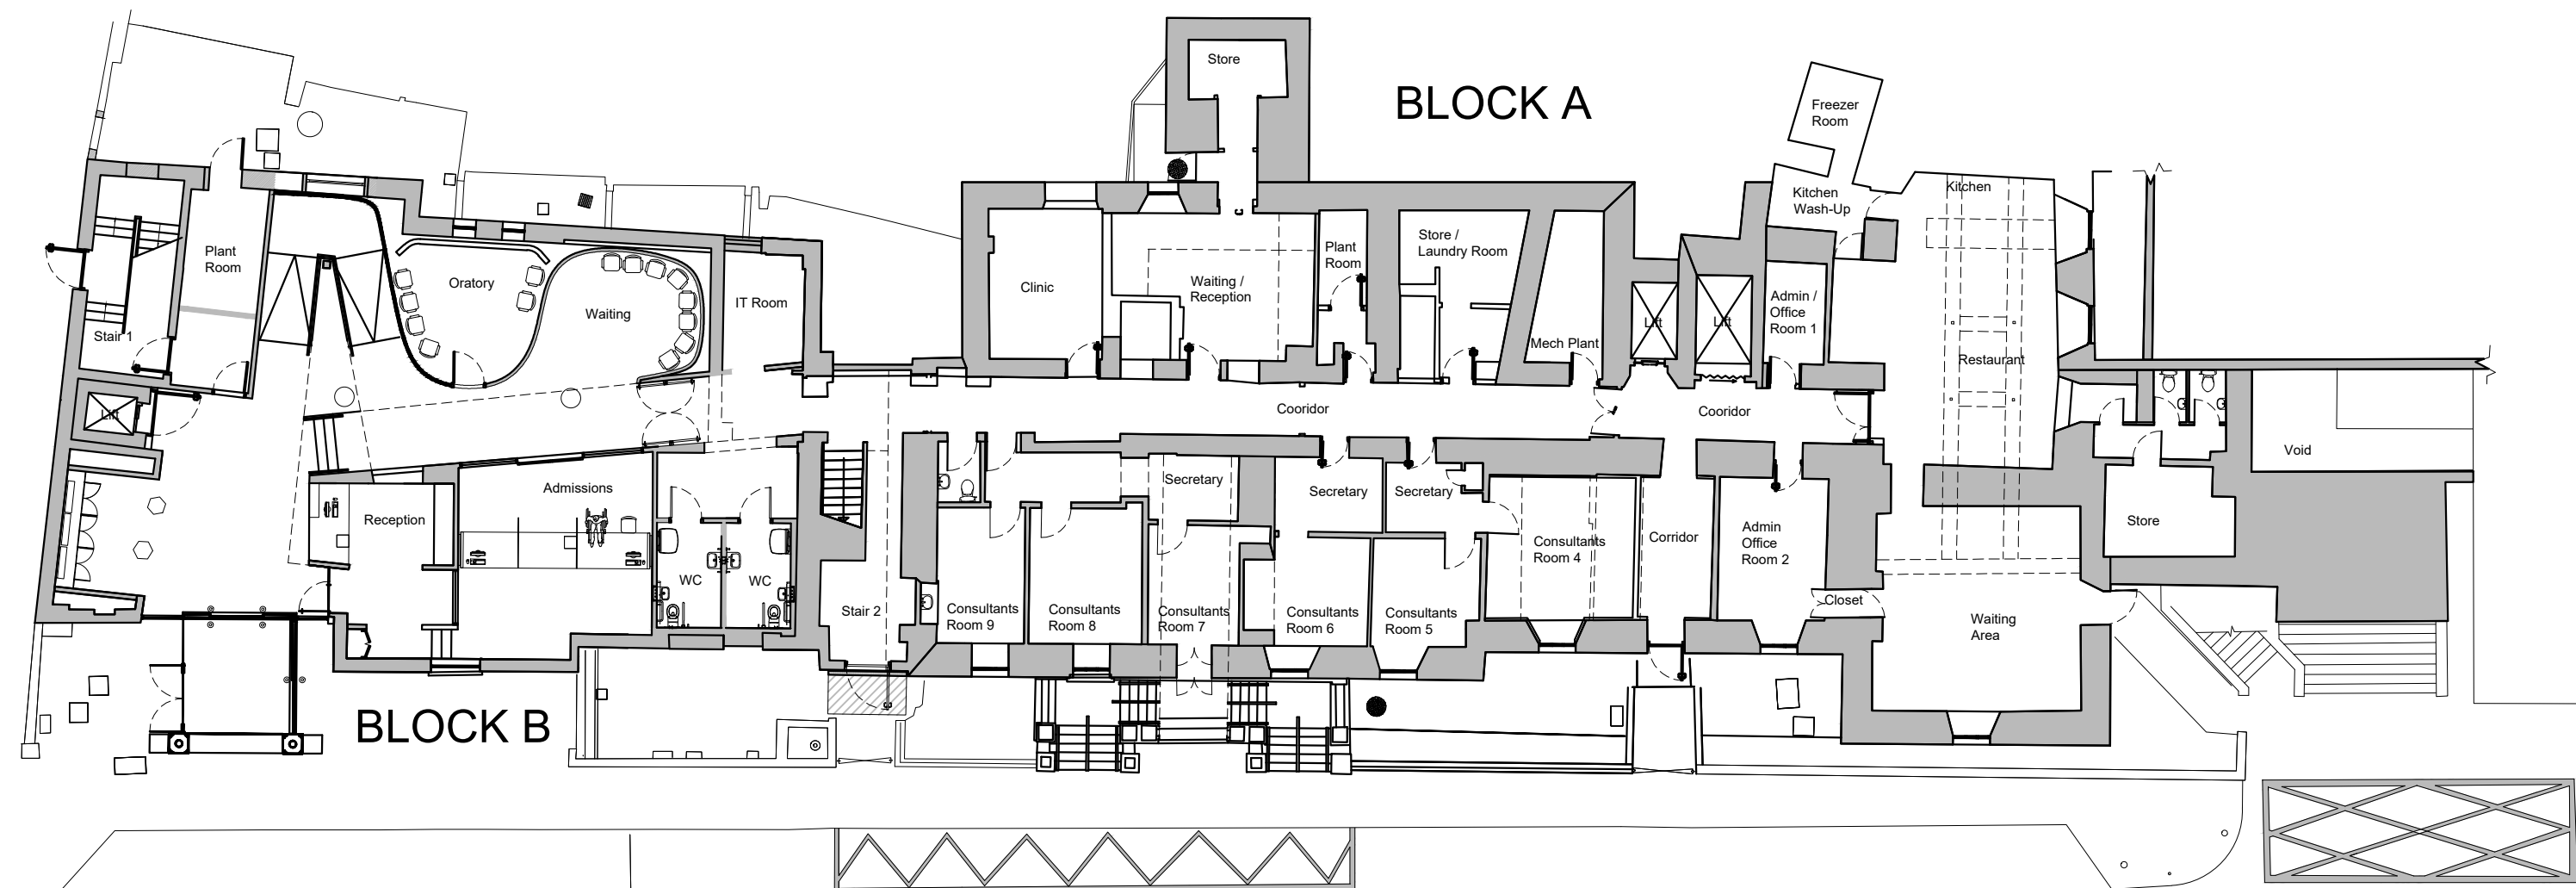 Store
BLOCK A
Freezer
Room
Kitchen
Wash-Up
Kitchen
Plant
Room
Oratory
Waiting
IT Room
Stair 1
Lift
Clinic
Waiting /
Reception
Plant
Room
Store /
Laundry Room
Mech Plant
Lift
Lift
Admin /
Office
Room 1
Restaurant
Cooridor
Cooridor
Void
Reception
Admissions
WC
WC
Stair 2
Secretary
Secretary
Secretary
Consultants
Room 9
Consultants
Room 8
Consultants
Room 7
Consultants
Room 6
Consultants
Room 5
Consultants
Room 4
Corridor
Admin
Office
Room 2
Closet
Store
Waiting
Area
BLOCK B